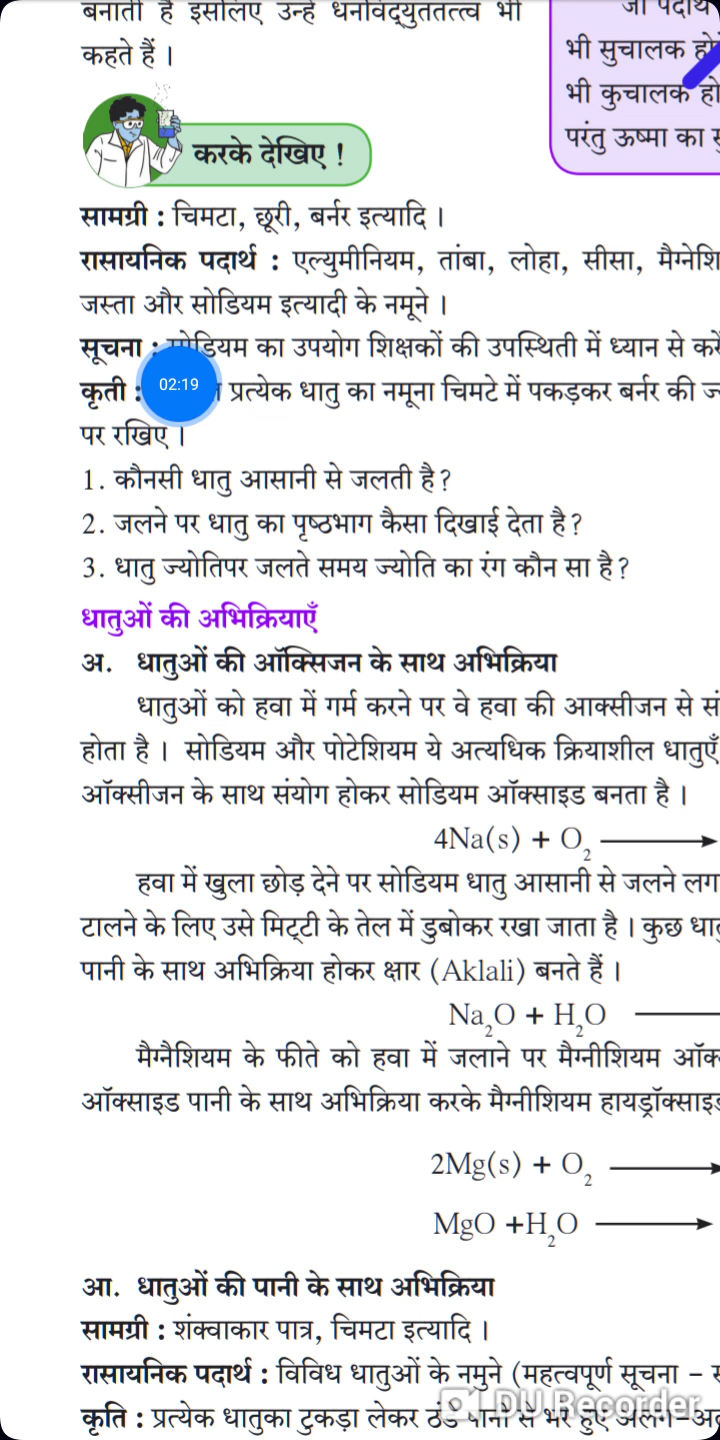 बनाती हैं इसलिए उन्हें धनविद्युततत्त्व भी
कहते हैं ।
जो पदार्थ
भी सुचालक
भी कुचालक हो
परंतु ऊष्मा का
करके देखिए !
सामग्री : चिमटा, छूरी, बर्नर इत्यादि ।
रासायनिक पदार्थ : एल्युमीनियम, तांबा, लोहा, सीसा, मैग्नेशि
जस्ता और सोडियम इत्यादी के नमूने ।
सूचना : सोडियम का उपयोग शिक्षकों की उपस्थिती में ध्यान से करें
कृती : प्रत्येक धातु का नमूना चिमटे में पकड़कर बर्नर की ज्
02:19
पर रखिए ।
1. कौनसी धातु आसानी से जलती है?
2. जलने पर धातु का पृष्ठभाग कैसा दिखाई देता है?
3. धातु ज्योतिपर जलते समय ज्योति का रंग कौन सा है?
धातुओं की अभिक्रियाएँ
अ. धातुओं की ऑक्सिजन के साथ अभिक्रिया
धातुओं को हवा में गर्म करने पर वे हवा की आक्सीजन से सं
होता है । सोडियम और पोटेशियम ये अत्यधिक क्रियाशील धातुएँ
ऑक्सीजन के साथ संयोग होकर सोडियम ऑक्साइड बनता है ।
4Na(s) + O₂ ⟶
हवा में खुला छोड़ देने पर सोडियम धातु आसानी से जलने लग
टालने के लिए उसे मिट्टी के तेल में डुबोकर रखा जाता है । कुछ धा
पानी के साथ अभिक्रिया होकर क्षार (Aklali) बनते हैं ।
Na₂O + H₂O —
मैग्नैशियम के फीते को हवा में जलाने पर मैग्नीशियम ऑक
ऑक्साइड पानी के साथ अभिक्रिया करके मैग्नीशियम हायड्रॉक्साइड
2Mg(s) + O₂ ⟶
MgO +H₂O ⟶
आ. धातुओं की पानी के साथ अभिक्रिया
सामग्री : शंक्वाकार पात्र, चिमटा इत्यादि ।
रासायनिक पदार्थ : विविध धातुओं के नमुने (महत्वपूर्ण सूचना –
कृति : प्रत्येक धातुका टुकड़ा लेकर ठंडे पानी से भरे हुए अलग-अ
DU Recorder